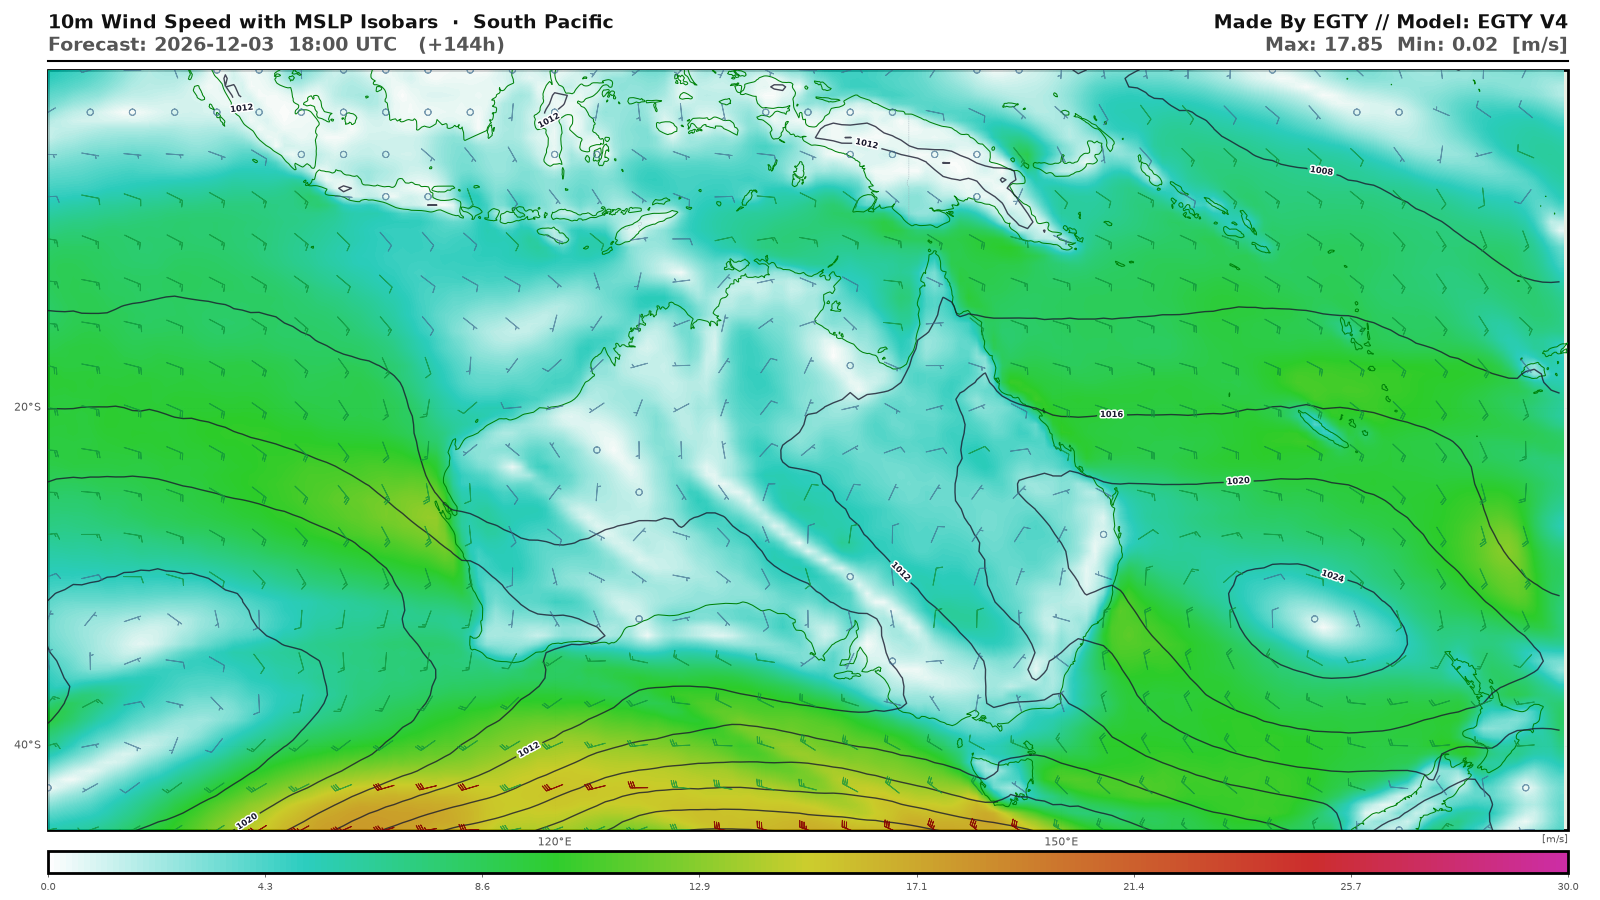 10m Wind Speed with MSLP Isobars · South Pacific
Made By EGTY // Model: EGTY V4
Forecast: 2026-12-03 18:00 UTC (+144h)
Max: 17.85 Min: 0.02 [m/s]
1012
1012
1012
1008
20°S
1016
1020
1012
1024
40°S
1012
1020
120°E
150°E
[m/s]
0.0
4.3
8.6
12.9
17.1
21.4
25.7
30.0